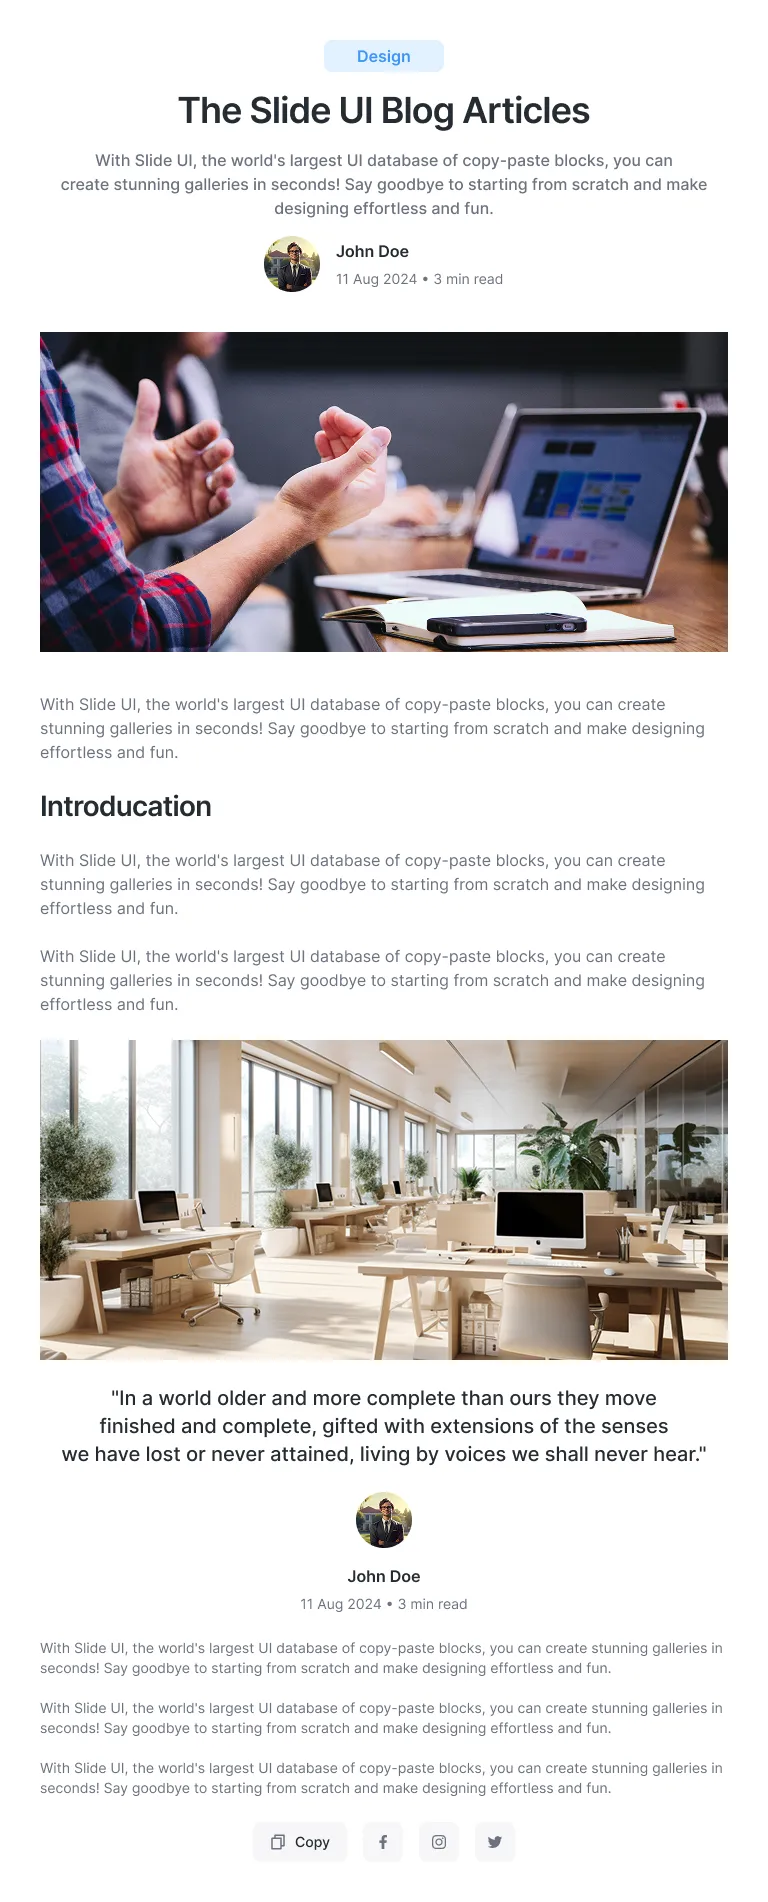 Design
The Slide UI Blog Articles
With Slide UI, the world's largest UI database of copy-paste blocks, you can
create stunning galleries in seconds! Say goodbye to starting from scratch and make
designing effortless and fun.
John Doe
11 Aug 2024 • 3 min read
With Slide UI, the world's largest UI database of copy-paste blocks, you can create
stunning galleries in seconds! Say goodbye to starting from scratch and make designing
effortless and fun.
Introducation
With Slide UI, the world's largest UI database of copy-paste blocks, you can create
stunning galleries in seconds! Say goodbye to starting from scratch and make designing
effortless and fun.
With Slide UI, the world's largest UI database of copy-paste blocks, you can create
stunning galleries in seconds! Say goodbye to starting from scratch and make designing
effortless and fun.
"In a world older and more complete than ours they move
finished and complete, gifted with extensions of the senses
we have lost or never attained, living by voices we shall never hear."
John Doe
11 Aug 2024 • 3 min read
With Slide UI, the world's largest UI database of copy-paste blocks, you can create stunning galleries in
seconds! Say goodbye to starting from scratch and make designing effortless and fun.
With Slide UI, the world's largest UI database of copy-paste blocks, you can create stunning galleries in
seconds! Say goodbye to starting from scratch and make designing effortless and fun.
With Slide UI, the world's largest UI database of copy-paste blocks, you can create stunning galleries in
seconds! Say goodbye to starting from scratch and make designing effortless and fun.
Copy